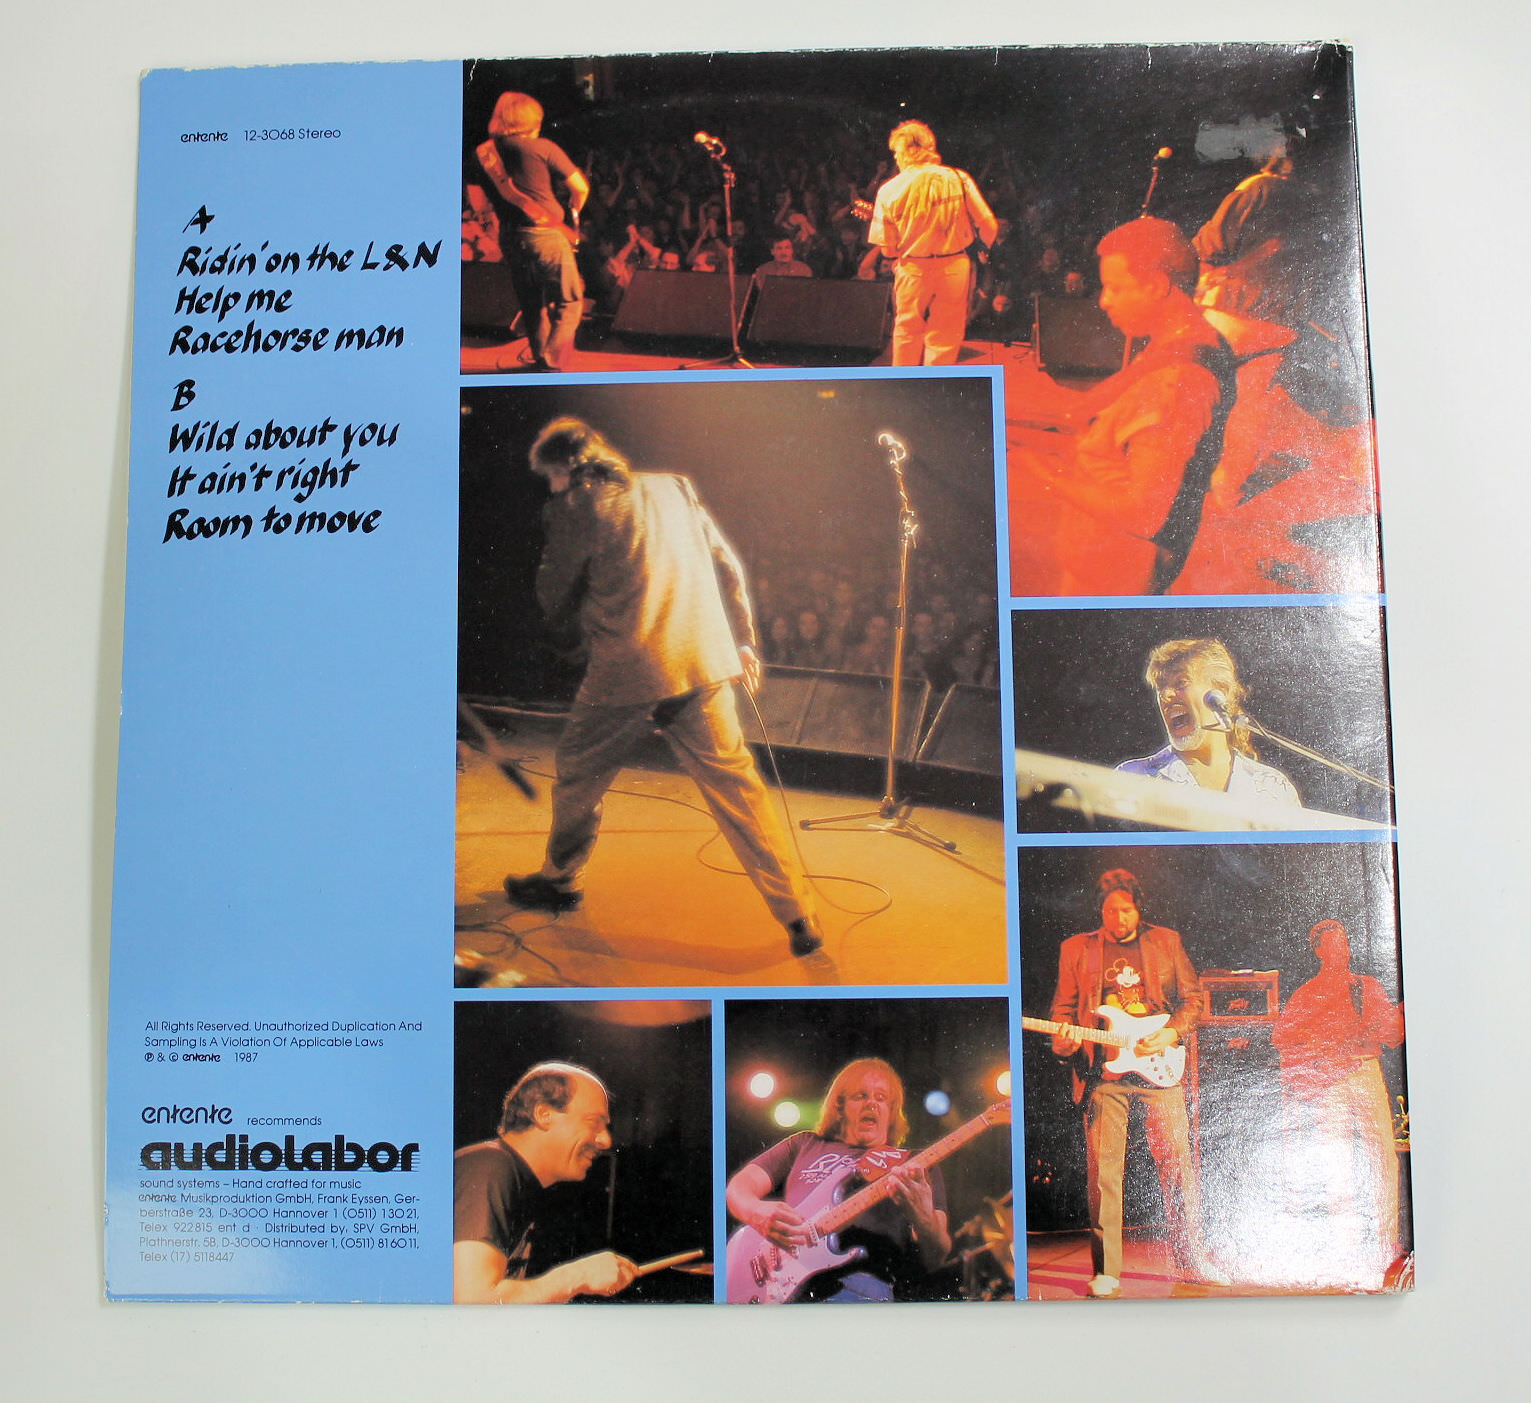 entente 12-3068 Stereo
A
Ridin' on the L&N
Help me
Racehorse man
B
Wild about you
It ain't right
Room to move
All Rights Reserved. Unauthorized Duplication And
Sampling Is A Violation Of Applicable Laws
℗ & © entente 1987
entente recommends
audiolabor
sound systems – Hand crafted for music
entente Musikproduktion GmbH, Frank Eyssen, Ger-
berstraße 23, D-3000 Hannover 1 (0511) 13021,
Telex 922815 ent d · Distributed by, SPV GmbH,
Plathnerstr. 5B, D-3000 Hannover 1, (0511) 816011,
Telex (17) 5118447